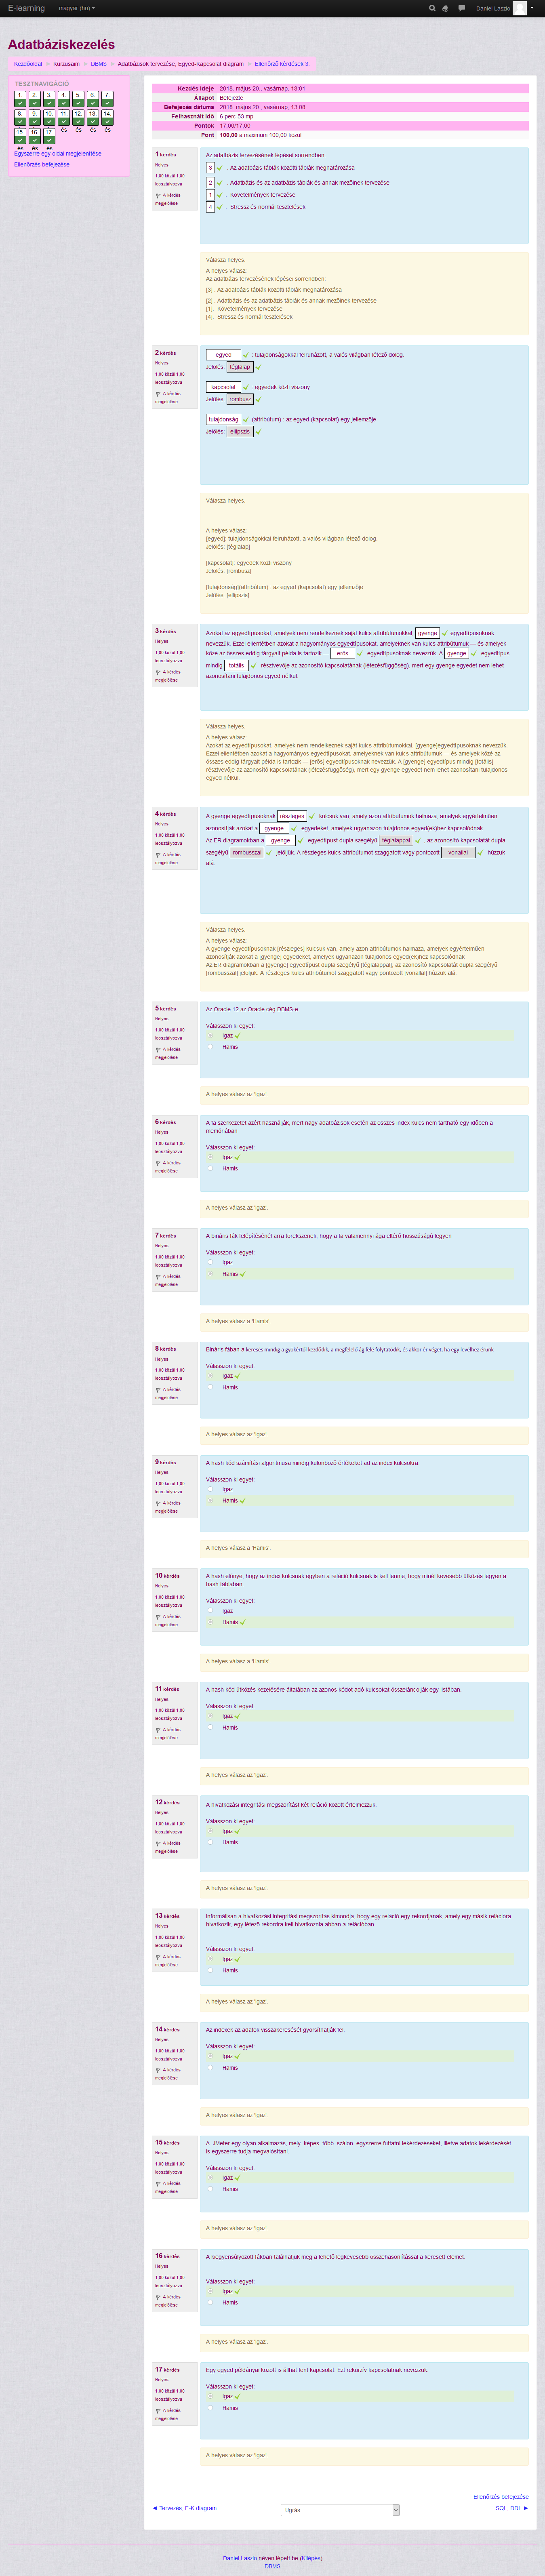 E-learning
magyar (hu)
Daniel Laszlo
Adatbáziskezelés
Kezdőoldal Kurzusaim DBMS Adatbázisok tervezése, Egyed-Kapcsolat diagram Ellenőrző kérdések 3.
TESZTNAVIGÁCIÓ
1. 2. 3. 4. 5. 6. 7.
8. 9. 10. 11. 12. 13. 14.
15. 16. 17.
Egyszerre egy oldal megjelenítése
Ellenőrzés befejezése
Kezdés ideje 2018. május 20., vasárnap, 13:01
Állapot Befejezte
Befejezés dátuma 2018. május 20., vasárnap, 13:08
Felhasznált idő 6 perc 53 mp
Pontok 17,00/17,00
Pont 100,00 a maximum 100,00 közül
1 kérdés
Helyes
1,00 közül 1,00
leosztályozva
A kérdés
megjelölése
Az adatbázis tervezésének lépései sorrendben:
3 . Az adatbázis táblák közötti táblák meghatározása
2 . Adatbázis és az adatbázis táblák és annak mezőinek tervezése
1 . Követelmények tervezése
4 . Stressz és normál tesztelések
Válasza helyes.
A helyes válasz:
Az adatbázis tervezésének lépései sorrendben:
[3] . Az adatbázis táblák közötti táblák meghatározása
[2] . Adatbázis és az adatbázis táblák és annak mezőinek tervezése
[1] . Követelmények tervezése
[4] . Stressz és normál tesztelések
2 kérdés
Helyes
1,00 közül 1,00
leosztályozva
A kérdés
megjelölése
egyed : tulajdonságokkal felruházott, a valós világban létező dolog.
Jelölés: téglalap
kapcsolat : egyedek közti viszony
Jelölés: rombusz
tulajdonság (attribútum) : az egyed (kapcsolat) egy jellemzője
Jelölés: ellipszis
Válasza helyes.
A helyes válasz:
[egyed]: tulajdonságokkal felruházott, a valós világban létező dolog.
Jelölés: [téglalap]
[kapcsolat]: egyedek közti viszony
Jelölés: [rombusz]
[tulajdonság](attribútum) : az egyed (kapcsolat) egy jellemzője
Jelölés: [ellipszis]
3 kérdés
Helyes
1,00 közül 1,00
leosztályozva
A kérdés
megjelölése
Azokat az egyedtípusokat, amelyek nem rendelkeznek saját kulcs attribútumokkal, gyenge egyedtípusoknak
nevezzük. Ezzel ellentétben azokat a hagyományos egyedtípusokat, amelyeknek van kulcs attribútumuk — és amelyek
közé az összes eddig tárgyalt példa is tartozik — erős egyedtípusoknak nevezzük. A gyenge egyedtípus
mindig totális résztvevője az azonosító kapcsolatának (létezésfüggőség), mert egy gyenge egyedet nem lehet
azonosítani tulajdonos egyed nélkül.
Válasza helyes.
A helyes válasz:
Azokat az egyedtípusokat, amelyek nem rendelkeznek saját kulcs attribútumokkal, [gyenge]egyedtípusoknak nevezzük.
Ezzel ellentétben azokat a hagyományos egyedtípusokat, amelyeknek van kulcs attribútumuk — és amelyek közé az összes
eddig tárgyalt példa is tartozik — [erős] egyedtípusoknak nevezzük. A [gyenge] egyedtípus mindig [totális]
résztvevője az azonosító kapcsolatának (létezésfüggőség), mert egy gyenge egyedet nem lehet azonosítani tulajdonos
egyed nélkül.
4 kérdés
Helyes
1,00 közül 1,00
leosztályozva
A kérdés
megjelölése
A gyenge egyedtípusoknak részleges kulcsuk van, amely azon attribútumok halmaza, amelyek egyértelműen
azonosítják azokat a gyenge egyedeket, amelyek ugyanazon tulajdonos egyed(ek)hez kapcsolódnak
Az ER diagramokban a gyenge egyedtípust dupla szegélyű téglalappal , az azonosító kapcsolatát dupla
szegélyű rombusszal jelöljük. A részleges kulcs attribútumot szaggatott vagy pontozott vonallal húzzuk
alá.
Válasza helyes.
A helyes válasz:
A gyenge egyedtípusoknak [részleges] kulcsuk van, amely azon attribútumok halmaza, amelyek egyértelműen
azonosítják azokat a [gyenge] egyedeket, amelyek ugyanazon tulajdonos egyed(ek)hez kapcsolódnak
Az ER diagramokban a [gyenge] egyedtípust dupla szegélyű [téglalappal], az azonosító kapcsolatát dupla szegélyű
[rombusszal] jelöljük. A részleges kulcs attribútumot szaggatott vagy pontozott [vonallal] húzzuk alá.
5 kérdés
Helyes
1,00 közül 1,00
leosztályozva
A kérdés
megjelölése
Az Oracle 12 az Oracle cég DBMS-e.
Válasszon ki egyet:
Igaz
Hamis
A helyes válasz az 'Igaz'.
6 kérdés
Helyes
1,00 közül 1,00
leosztályozva
A kérdés
megjelölése
A fa szerkezetet azért használják, mert nagy adatbázisok esetén az összes index kulcs nem tartható egy időben a
memóriában
Válasszon ki egyet:
Igaz
Hamis
A helyes válasz az 'Igaz'.
7 kérdés
Helyes
1,00 közül 1,00
leosztályozva
A kérdés
megjelölése
A bináris fák felépítésénél arra törekszenek, hogy a fa valamennyi ága eltérő hosszúságú legyen
Válasszon ki egyet:
Igaz
Hamis
A helyes válasz a 'Hamis'.
8 kérdés
Helyes
1,00 közül 1,00
leosztályozva
A kérdés
megjelölése
Bináris fában a keresés mindig a gyökértől kezdődik, a megfelelő ág felé folytatódik, és akkor ér véget, ha egy levélhez érünk
Válasszon ki egyet:
Igaz
Hamis
A helyes válasz az 'Igaz'.
9 kérdés
Helyes
1,00 közül 1,00
leosztályozva
A kérdés
megjelölése
A hash kód számítási algoritmusa mindig különböző értékeket ad az index kulcsokra.
Válasszon ki egyet:
Igaz
Hamis
A helyes válasz a 'Hamis'.
10 kérdés
Helyes
1,00 közül 1,00
leosztályozva
A kérdés
megjelölése
A hash előnye, hogy az index kulcsnak egyben a reláció kulcsnak is kell lennie, hogy minél kevesebb ütközés legyen a
hash táblában.
Válasszon ki egyet:
Igaz
Hamis
A helyes válasz a 'Hamis'.
11 kérdés
Helyes
1,00 közül 1,00
leosztályozva
A kérdés
megjelölése
A hash kód ütközés kezelésére általában az azonos kódot adó kulcsokat összeláncolják egy listában.
Válasszon ki egyet:
Igaz
Hamis
A helyes válasz az 'Igaz'.
12 kérdés
Helyes
1,00 közül 1,00
leosztályozva
A kérdés
megjelölése
A hivatkozási integritási megszorítást két reláció között értelmezzük
Válasszon ki egyet:
Igaz
Hamis
A helyes válasz az 'Igaz'.
13 kérdés
Helyes
1,00 közül 1,00
leosztályozva
A kérdés
megjelölése
Informálisan a hivatkozási integritási megszorítás kimondja, hogy egy reláció egy rekordjának, amely egy másik relációra
hivatkozik, egy létező rekordra kell hivatkoznia abban a relációban.
Válasszon ki egyet:
Igaz
Hamis
A helyes válasz az 'Igaz'.
14 kérdés
Helyes
1,00 közül 1,00
leosztályozva
A kérdés
megjelölése
Az indexek az adatok visszakeresését gyorsíthatják fel.
Válasszon ki egyet:
Igaz
Hamis
A helyes válasz az 'Igaz'.
15 kérdés
Helyes
1,00 közül 1,00
leosztályozva
A kérdés
megjelölése
A JMeter egy olyan alkalmazás, mely képes több szálon egyszerre futtatni lekérdezéseket, illetve adatok lekérdezését
is egyszerre tudja megvalósítani.
Válasszon ki egyet:
Igaz
Hamis
A helyes válasz az 'Igaz'.
16 kérdés
Helyes
1,00 közül 1,00
leosztályozva
A kérdés
megjelölése
A kiegyensúlyozott fákban találhatjuk meg a lehető legkevesebb összehasonlítással a keresett elemet.
Válasszon ki egyet:
Igaz
Hamis
A helyes válasz az 'Igaz'.
17 kérdés
Helyes
1,00 közül 1,00
leosztályozva
A kérdés
megjelölése
Egy egyed példányai között is állhat fent kapcsolat. Ezt rekurzív kapcsolatnak nevezzük.
Válasszon ki egyet:
Igaz
Hamis
A helyes válasz az 'Igaz'.
Ellenőrzés befejezése
◄ Tervezés, E-K diagram
Ugrás...
SQL, DDL ►
Daniel Laszlo néven lépett be (Kilépés)
DBMS